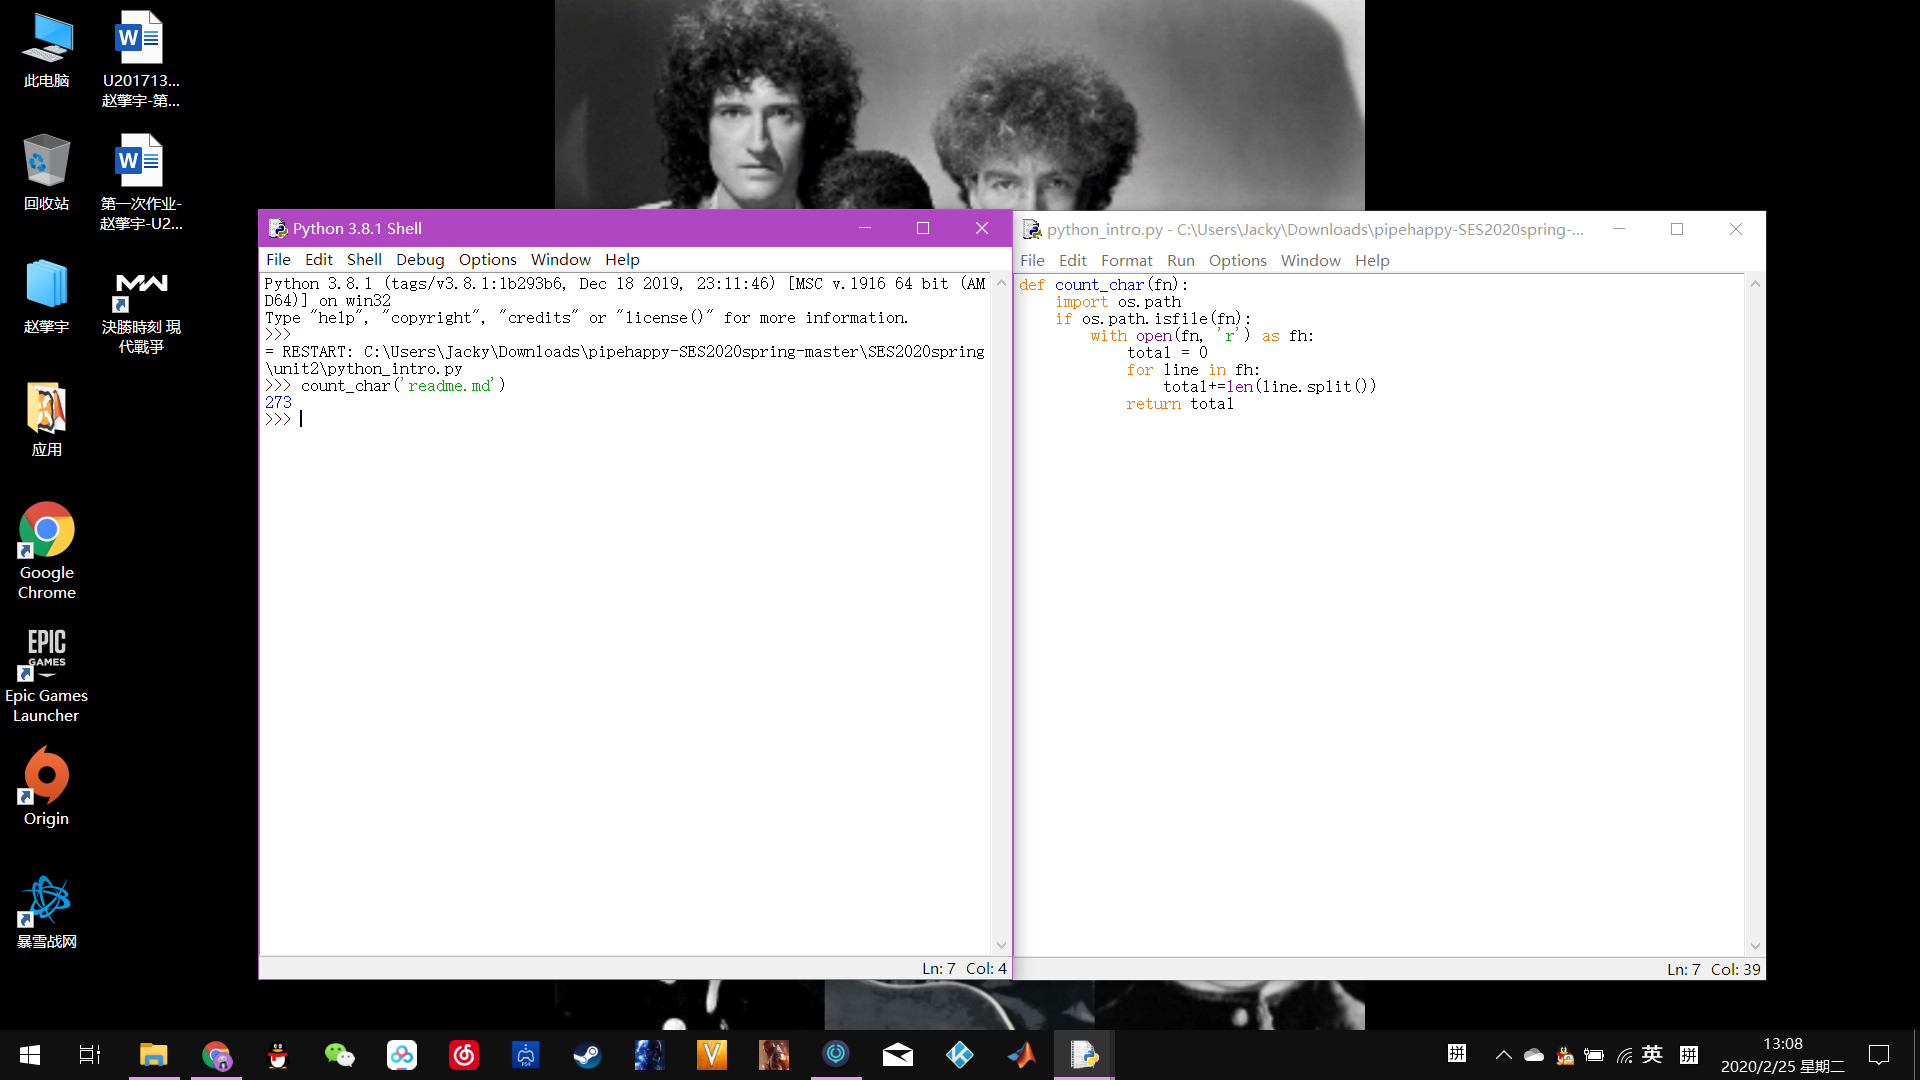 此电脑
U201713...
赵擎宇-第...
回收站
第一次作业-
赵擎宇-U2...
赵擎宇
決勝時刻 現
代戰爭
应用
Google
Chrome
EPIC
GAMES
Epic Games
Launcher
Origin
暴雪战网
Python 3.8.1 Shell
File Edit Shell Debug Options Window Help
Python 3.8.1 (tags/v3.8.1:1b293b6, Dec 18 2019, 23:11:46) [MSC v.1916 64 bit (AM
D64)] on win32
Type "help", "copyright", "credits" or "license()" for more information.
>>>
= RESTART: C:\Users\Jacky\Downloads\pipehappy-SES2020spring-master\SES2020spring
\unit2\python_intro.py
>>> count_char('readme.md')
273
>>>
Ln: 7 Col: 4
python_intro.py - C:\Users\Jacky\Downloads\pipehappy-SES2020spring-...
File Edit Format Run Options Window Help
def count_char(fn):
    import os.path
    if os.path.isfile(fn):
        with open(fn, 'r') as fh:
            total = 0
            for line in fh:
                total+=len(line.split())
            return total
Ln: 7 Col: 39
拼
英
拼
13:08
2020/2/25 星期二